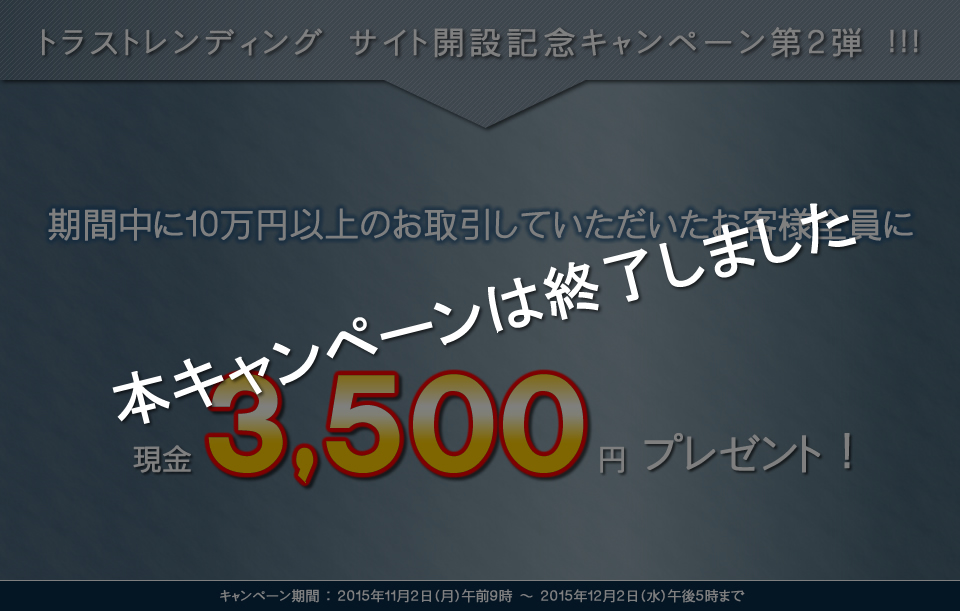 トラストレンディング サイト開設記念キャンペーン第2弾 !!!
期間中に10万円以上のお取引していただいたお客様全員に
本キャンペーンは終了しました
現金 3,500 円 プレゼント！
キャンペーン期間 ： 2015年11月2日（月）午前9時 ～ 2015年12月2日（水）午後5時まで